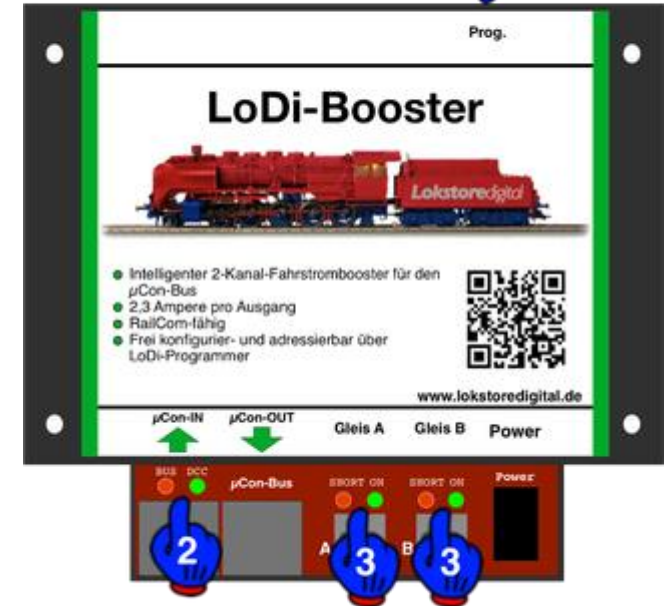 Prog.
LoDi-Booster
Lokstoredigital
Intelligenter 2-Kanal-Fahrstrombooster für den
µCon-Bus
2,3 Ampere pro Ausgang
RailCom-fähig
Frei konfigurier- und adressierbar über
LoDi-Programmer
www.lokstoredigital.de
µCon-IN µCon-OUT Gleis A Gleis B Power
BUS DCC µCon-Bus SHORT ON SHORT ON Power
A B
2 3 3